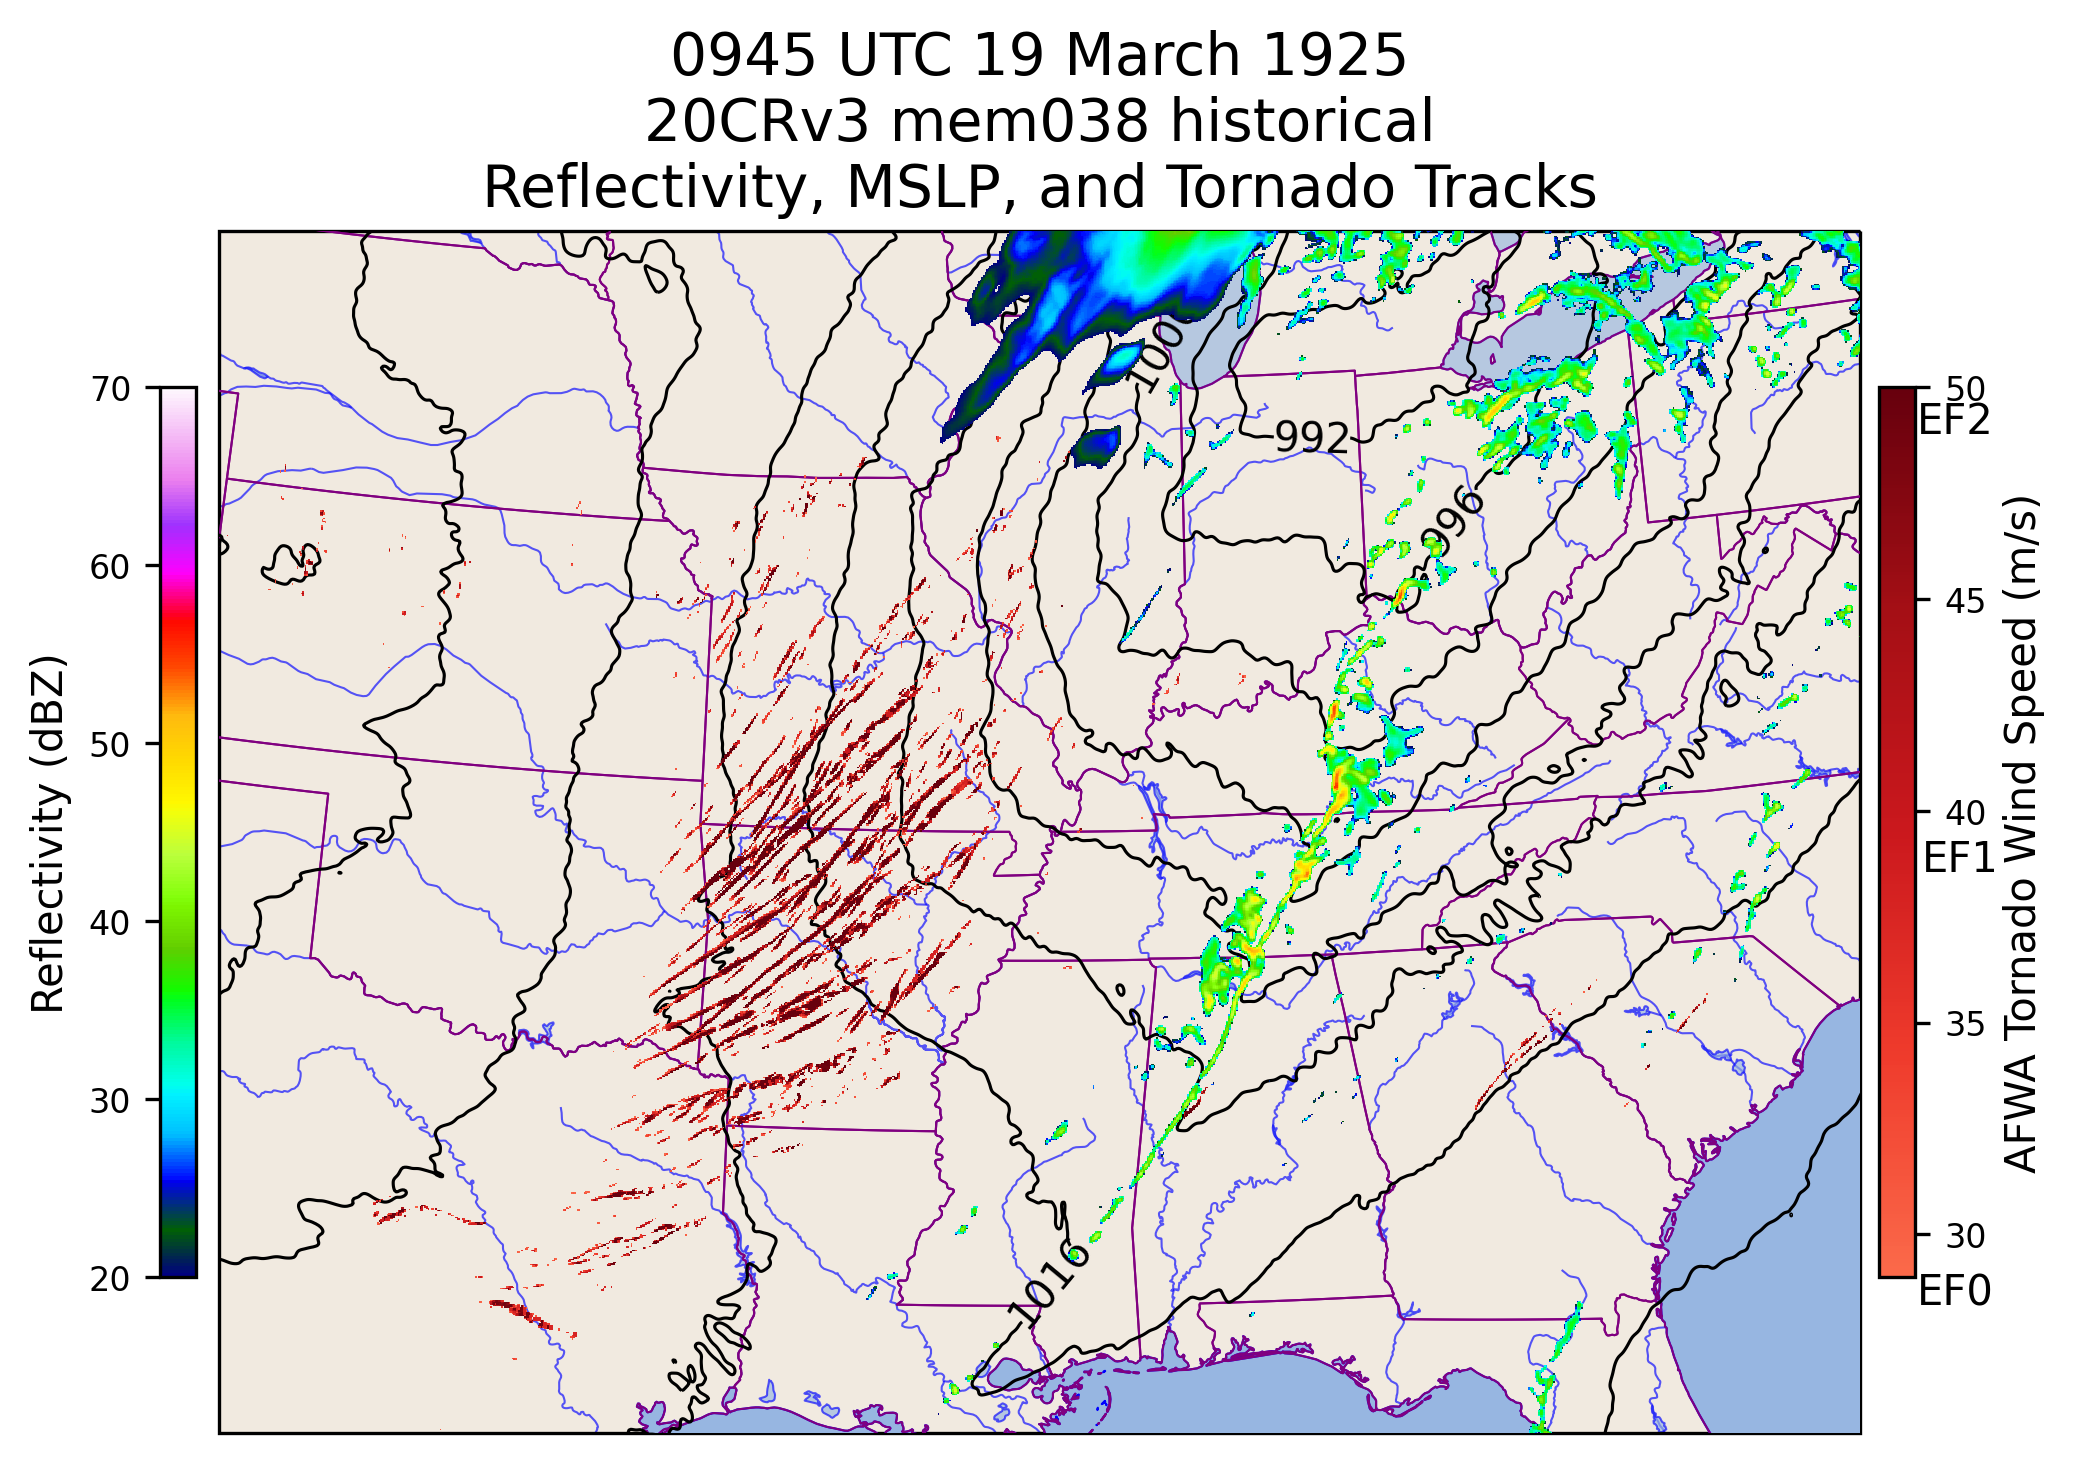 0945 UTC 19 March 1925
20CRv3 mem038 historical
Reflectivity, MSLP, and Tornado Tracks
Reflectivity (dBZ)
70
60
50
40
30
20
992
996
1016
50
EF2
45
40
EF1
35
30
EF0
AFWA Tornado Wind Speed (m/s)